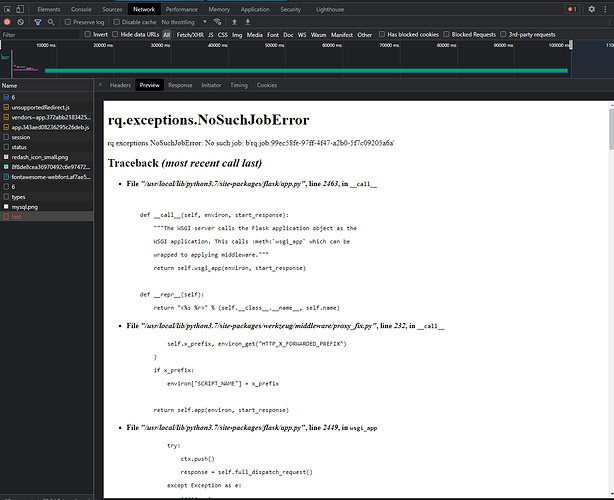 Elements Console Sources Network Performance Memory Application Security Lighthouse 1
Preserve log Disable cache No throttling
Filter Invert Hide data URLs All Fetch/XHR JS CSS Img Media Font Doc WS Wasm Manifest Other Has blocked cookies Blocked Requests 3rd-party requests
10000 ms 20000 ms 30000 ms 40000 ms 50000 ms 60000 ms 70000 ms 80000 ms 90000 ms 100000 ms
Name
Headers Preview Response Initiator Timing Cookies
6
unsupportedRedirect.js
vendors~app.372abb2183425...
app.343aed08236295c26deb.js
session
status
redash_icon_small.png
fontawesome-webfont.af7ae5...
6
types
mysql.png
test
rq.exceptions.NoSuchJobError
rq.exceptions.NoSuchJobError: No such job: b'rq:job:99ec58fe-97ff-4f47-a2b0-5f7c09205a6a'
Traceback (most recent call last)
• File "/usr/local/lib/python3.7/site-packages/flask/app.py", line 2463, in __call__
def __call__(self, environ, start_response):
"""The WSGI server calls the Flask application object as the
WSGI application. This calls :meth:`wsgi_app` which can be
wrapped to applying middleware."""
return self.wsgi_app(environ, start_response)
def __repr__(self):
return "<%s %r>" % (self.__class__.__name__, self.name)
• File "/usr/local/lib/python3.7/site-packages/werkzeug/middleware/proxy_fix.py", line 232, in __call__
self.x_prefix, environ_get("HTTP_X_FORWARDED_PREFIX")
)
if x_prefix:
environ["SCRIPT_NAME"] = x_prefix
return self.app(environ, start_response)
• File "/usr/local/lib/python3.7/site-packages/flask/app.py", line 2449, in wsgi_app
try:
ctx.push()
response = self.full_dispatch_request()
except Exception as e: